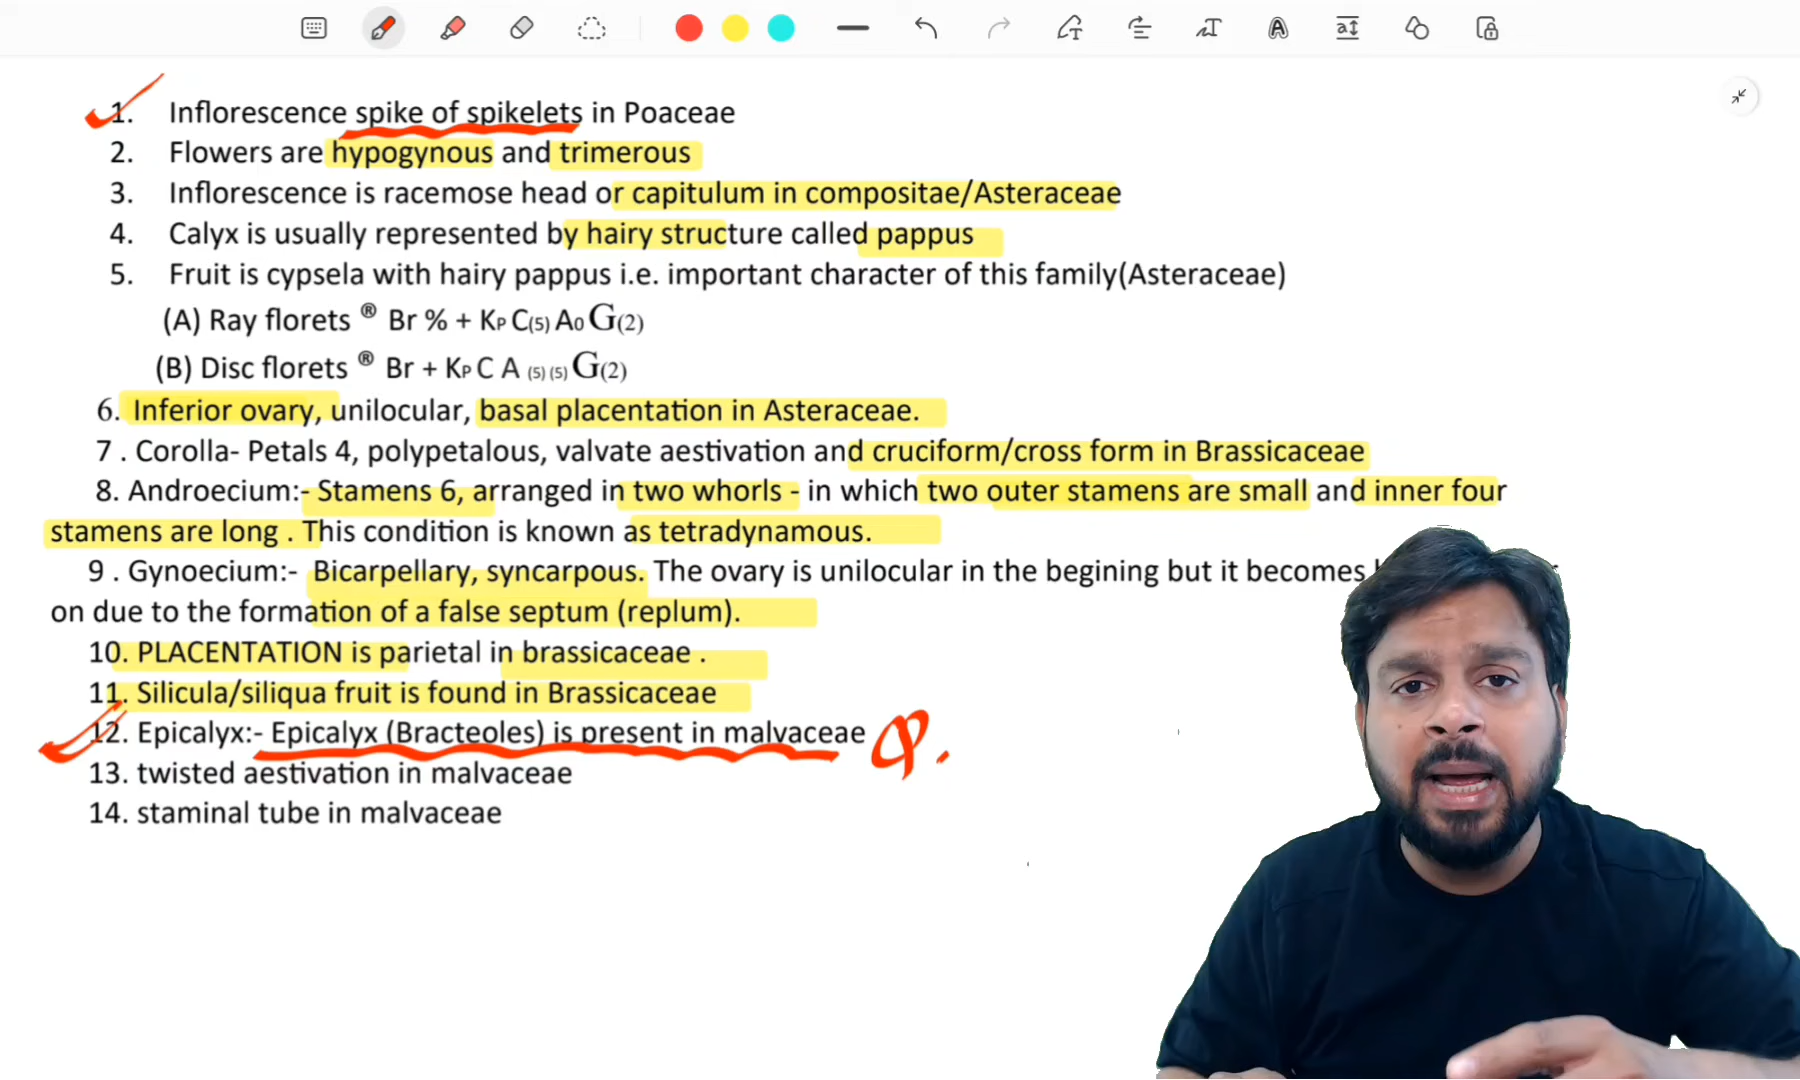 1. Inflorescence spike of spikelets in Poaceae
2. Flowers are hypogynous and trimerous
3. Inflorescence is racemose head or capitulum in compositae/Asteraceae
4. Calyx is usually represented by hairy structure called pappus
5. Fruit is cypsela with hairy pappus i.e. important character of this family(Asteraceae)
(A) Ray florets ® Br % + KP C(5) A0 G(2)
(B) Disc florets ® Br + KP C A (5) (5) G(2)
6. Inferior ovary, unilocular, basal placentation in Asteraceae.
7 . Corolla- Petals 4, polypetalous, valvate aestivation and cruciform/cross form in Brassicaceae
8. Androecium:- Stamens 6, arranged in two whorls - in which two outer stamens are small and inner four
stamens are long . This condition is known as tetradynamous.
9 . Gynoecium:- Bicarpellary, syncarpous. The ovary is unilocular in the begining but it becomes
on due to the formation of a false septum (replum).
10. PLACENTATION is parietal in brassicaceae .
11. Silicula/siliqua fruit is found in Brassicaceae
12. Epicalyx:- Epicalyx (Bracteoles) is present in malvaceae
13. twisted aestivation in malvaceae
14. staminal tube in malvaceae